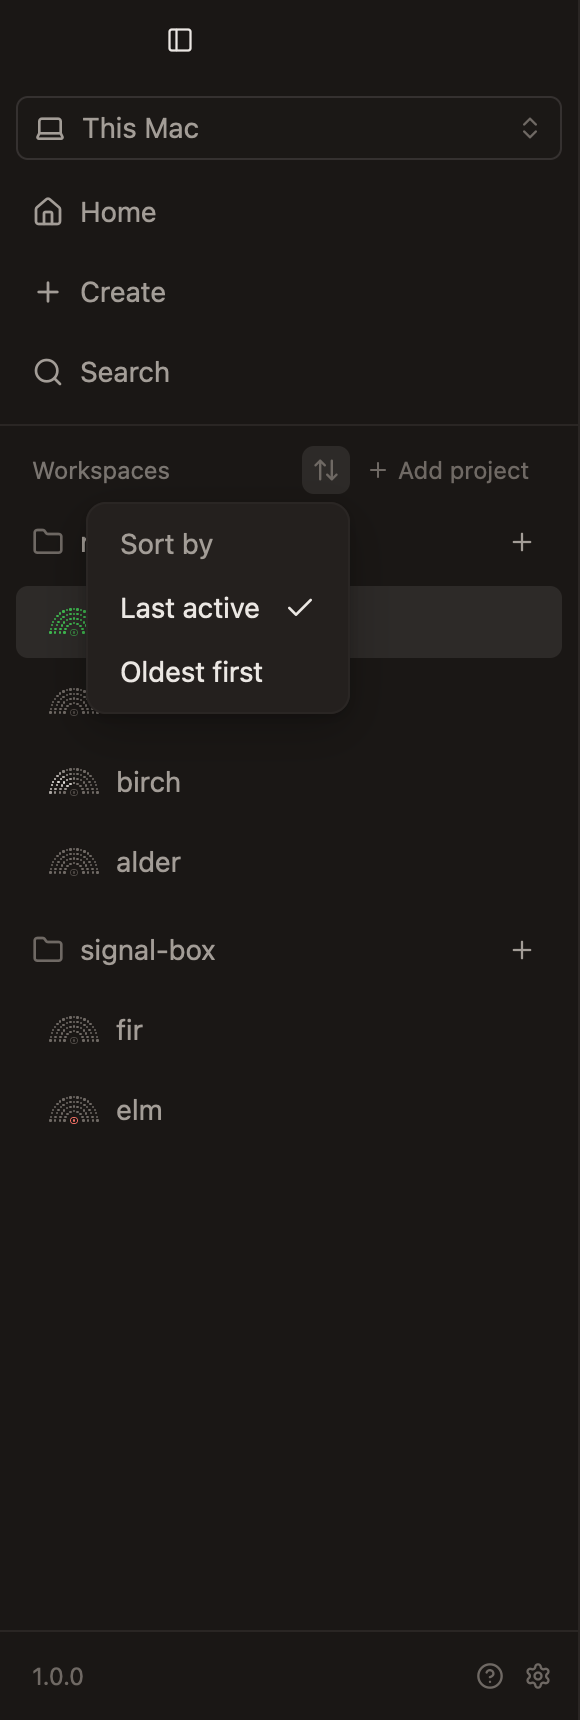 This Mac
Home
Create
Search
Workspaces
Add project
Sort by
Last active
Oldest first
birch
alder
signal-box
fir
elm
1.0.0